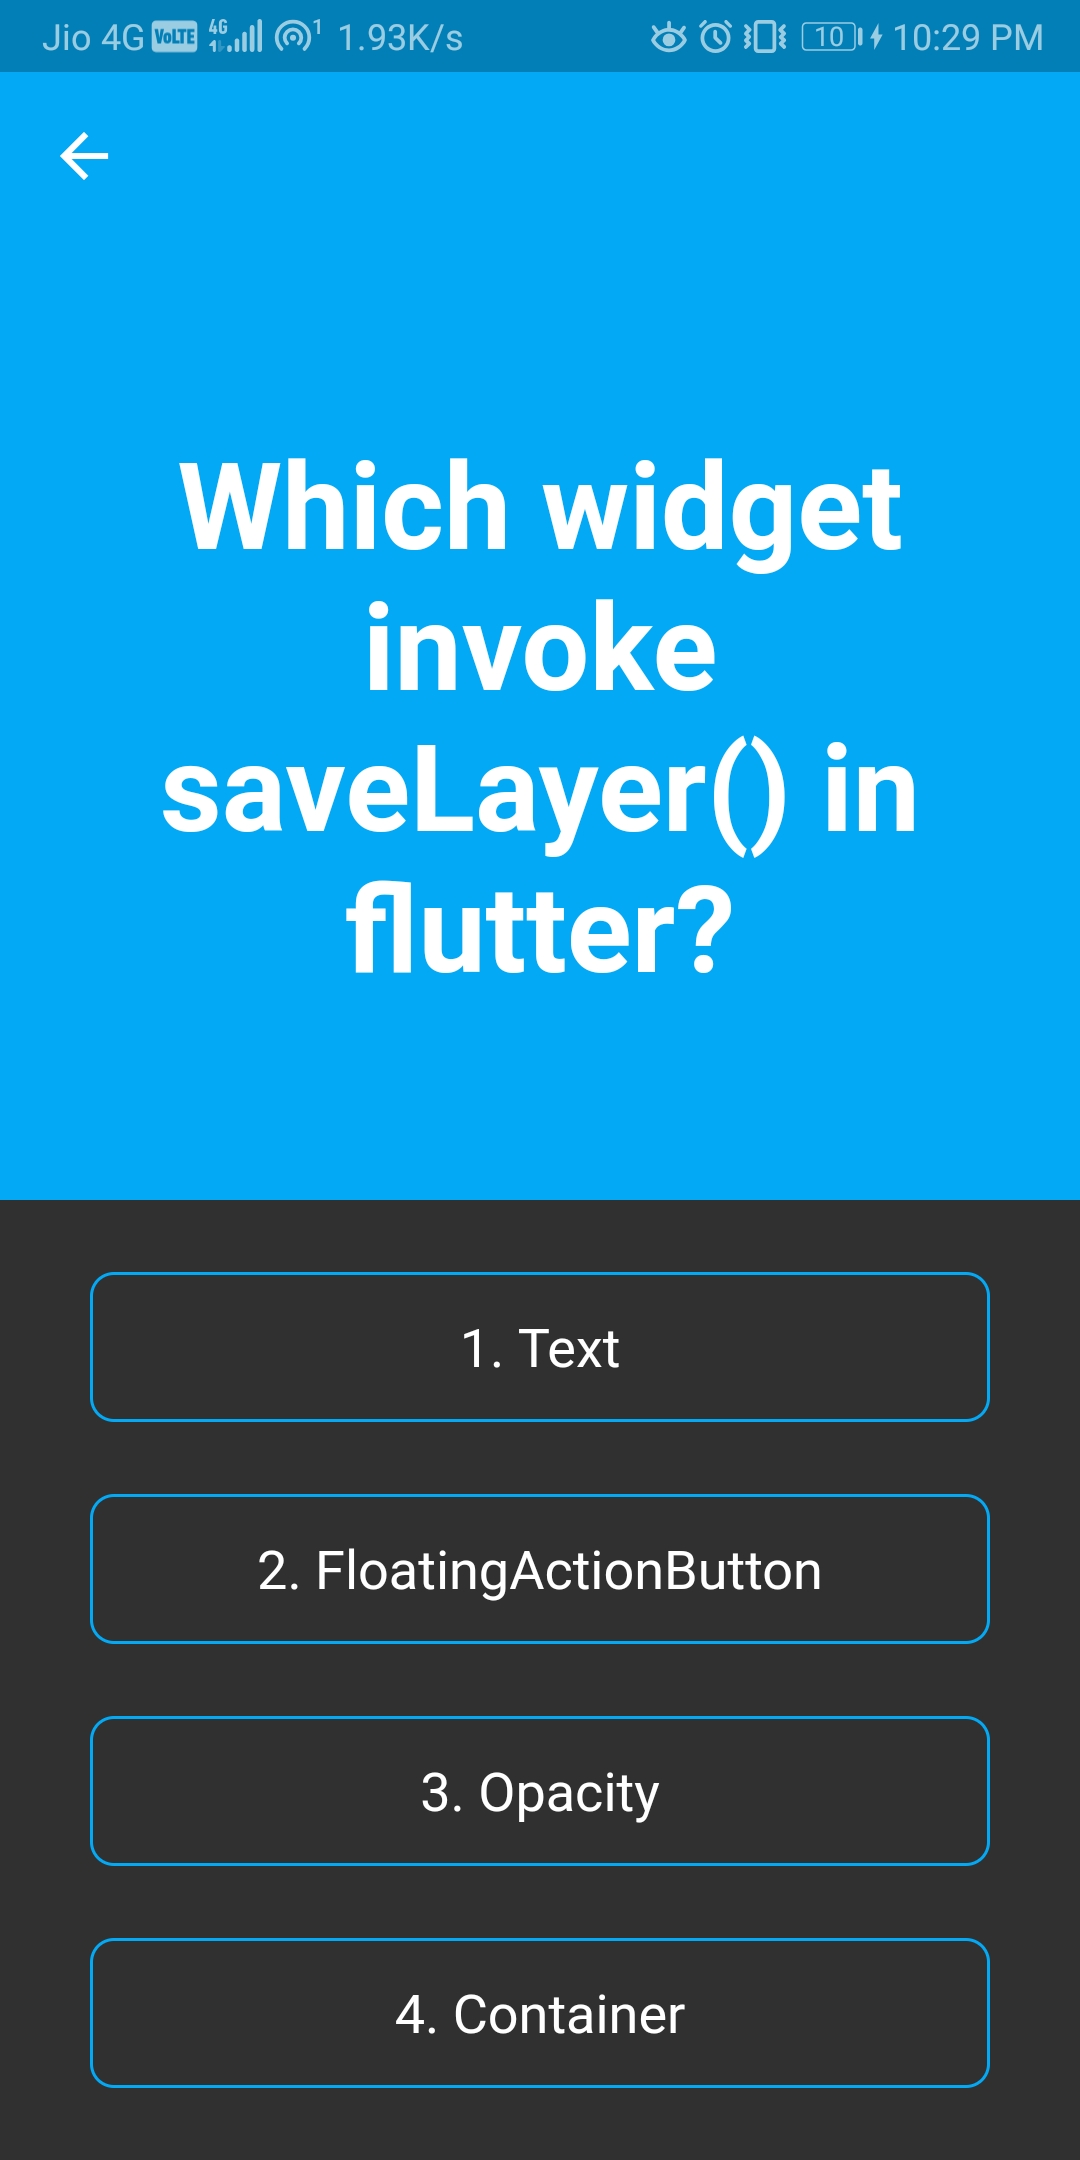 Jio 4G VoLTE 4G 1 1.93K/s 10 10:29 PM
Which widget
invoke
saveLayer() in
flutter?
1. Text
2. FloatingActionButton
3. Opacity
4. Container